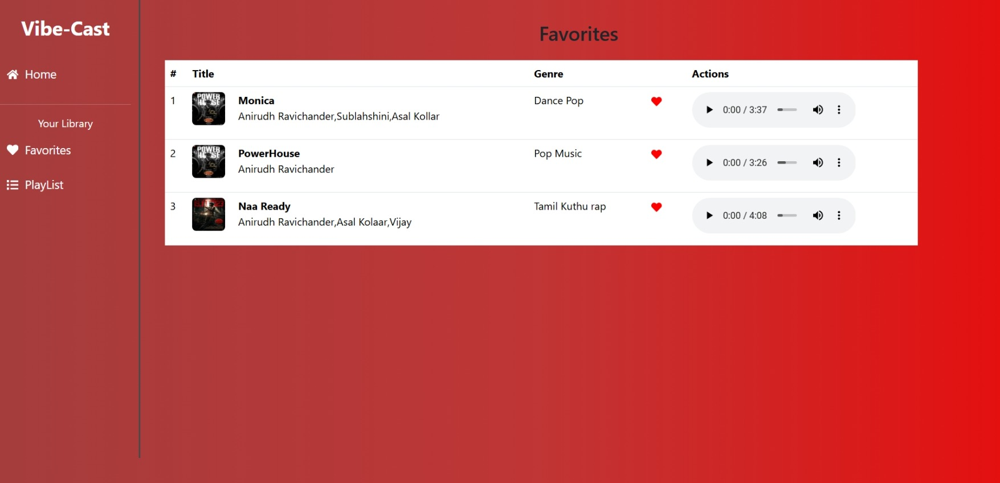 Vibe-Cast
Home
Your Library
Favorites
PlayList
Favorites
# Title Genre Actions
1 POWER HOUSE Monica Dance Pop 0:00 / 3:37
Anirudh Ravichander,Sublahshini,Asal Kollar
2 POWER HOUSE PowerHouse Pop Music 0:00 / 3:26
Anirudh Ravichander
3 Naa Ready Tamil Kuthu rap 0:00 / 4:08
Anirudh Ravichander,Asal Kolaar,Vijay